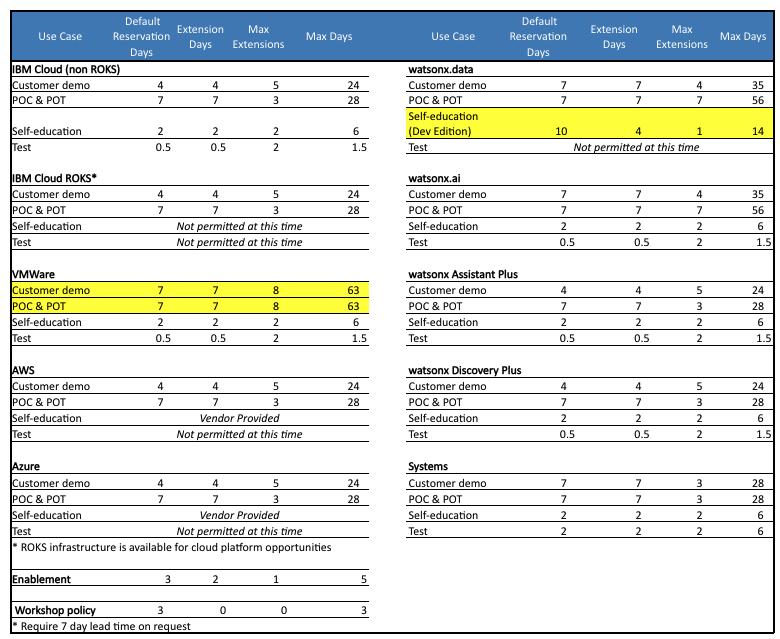 Use Case Default Reservation Days Extension Days Max Extensions Max Days
IBM Cloud (non ROKS)
Customer demo 4 4 5 24
POC & POT 7 7 3 28
Self-education 2 2 2 6
Test 0.5 0.5 2 1.5
IBM Cloud ROKS*
Customer demo 4 4 5 24
POC & POT 7 7 3 28
Self-education Not permitted at this time
Test Not permitted at this time
VMWare
Customer demo 7 7 8 63
POC & POT 7 7 8 63
Self-education 2 2 2 6
Test 0.5 0.5 2 1.5
AWS
Customer demo 4 4 5 24
POC & POT 7 7 3 28
Self-education Vendor Provided
Test Not permitted at this time
Azure
Customer demo 4 4 5 24
POC & POT 7 7 3 28
Self-education Vendor Provided
Test Not permitted at this time
* ROKS infrastructure is available for cloud platform opportunities
Enablement 3 2 1 5
Workshop policy 3 0 0 3
* Require 7 day lead time on request
Use Case Default Reservation Days Extension Days Max Extensions Max Days
watsonx.data
Customer demo 7 7 4 35
POC & POT 7 7 7 56
Self-education
(Dev Edition) 10 4 1 14
Test Not permitted at this time
watsonx.ai
Customer demo 7 7 4 35
POC & POT 7 7 7 56
Self-education 2 2 2 6
Test 0.5 0.5 2 1.5
watsonx Assistant Plus
Customer demo 4 4 5 24
POC & POT 7 7 3 28
Self-education 2 2 2 6
Test 0.5 0.5 2 1.5
watsonx Discovery Plus
Customer demo 4 4 5 24
POC & POT 7 7 3 28
Self-education 2 2 2 6
Test 0.5 0.5 2 1.5
Systems
Customer demo 7 7 3 28
POC & POT 7 7 3 28
Self-education 2 2 2 6
Test 2 2 2 6